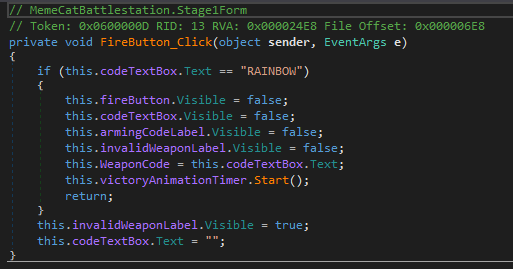 // MemeCatBattlestation.Stage1Form
// Token: 0x0600000D RID: 13 RVA: 0x000024E8 File Offset: 0x000006E8
private void FireButton_Click(object sender, EventArgs e)
{
    if (this.codeTextBox.Text == "RAINBOW")
    {
        this.fireButton.Visible = false;
        this.codeTextBox.Visible = false;
        this.armingCodeLabel.Visible = false;
        this.invalidWeaponLabel.Visible = false;
        this.WeaponCode = this.codeTextBox.Text;
        this.victoryAnimationTimer.Start();
        return;
    }
    this.invalidWeaponLabel.Visible = true;
    this.codeTextBox.Text = "";
}